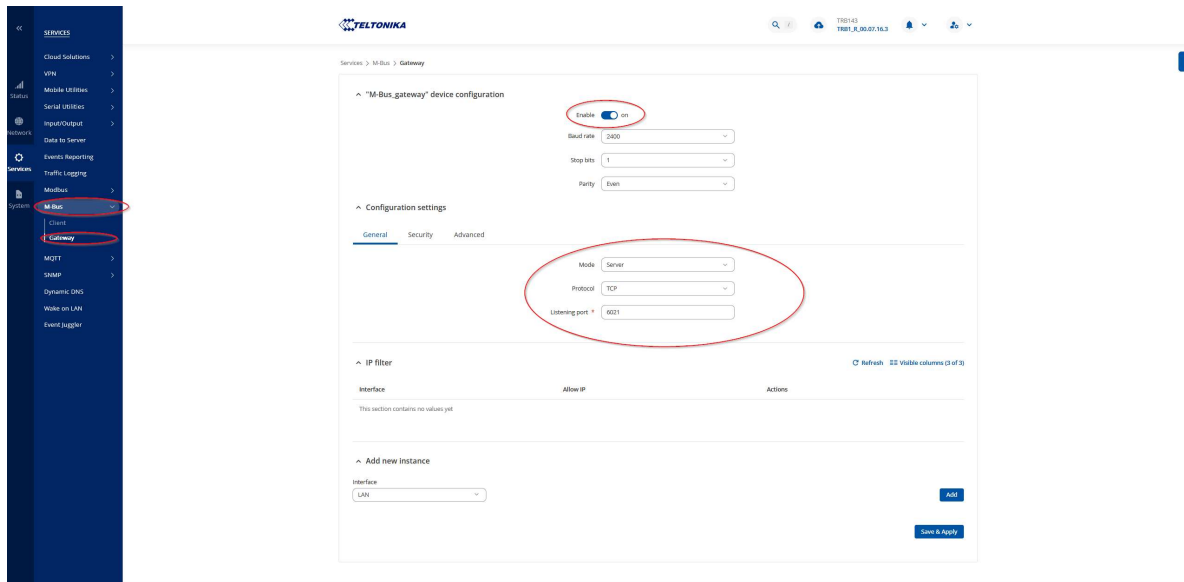 SERVICES
Cloud Solutions
VPN
Mobile Utilities
Serial Utilities
Input/Output
Data to Server
Events Reporting
Traffic Logging
Modbus
M-Bus
Client
Gateway
MQTT
SNMP
Dynamic DNS
Wake on LAN
Event Juggler
Status
Network
Services
System
TELTONIKA
TRB143
TRB1_R_00.07.16.3
Services > M-Bus > Gateway
"M-Bus_gateway" device configuration
Enable on
Baud rate 2400
Stop bits 1
Parity Even
Configuration settings
General Security Advanced
Mode Server
Protocol TCP
Listening port * 6021
IP filter Refresh Visible columns (3 of 3)
Interface Allow IP Actions
This section contains no values yet
Add new instance
Interface
LAN Add
Save & Apply